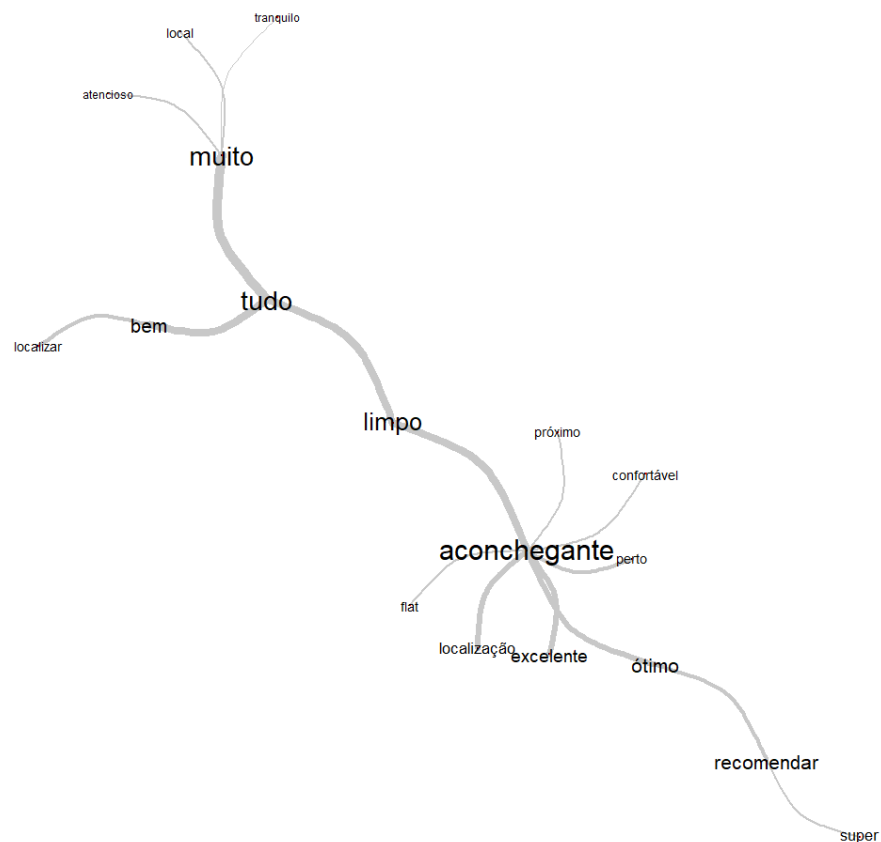 tranquilo
local
atencioso
muito
tudo
bem
localizar
limpo
próximo
confortável
aconchegante
perto
flat
localização
excelente
ótimo
recomendar
super